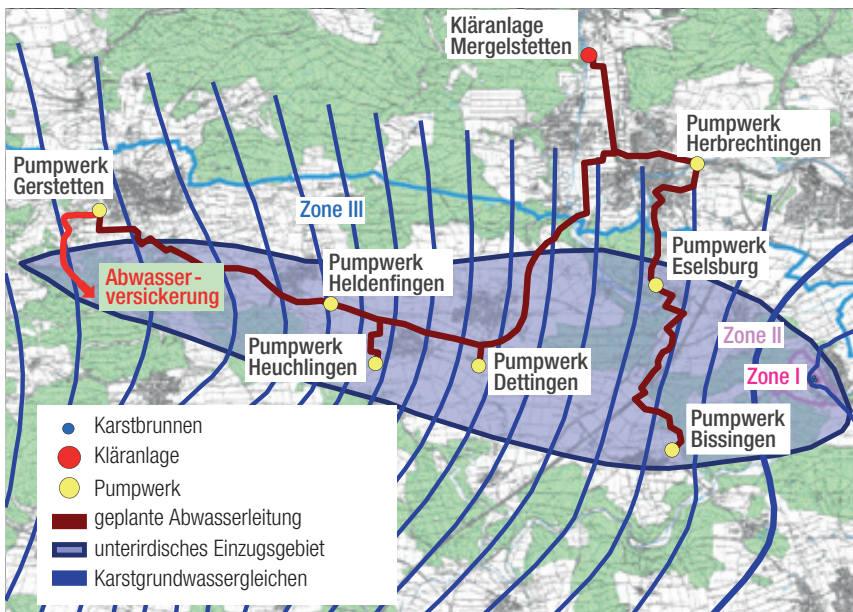 Kläranlage
Mergelstetten
Pumpwerk
Herbrechtingen
Pumpwerk
Gerstetten
Zone III
Pumpwerk
Eselsburg
Abwasser-
versickerung
Pumpwerk
Heldenfingen
Zone II
Pumpwerk
Heuchlingen
Pumpwerk
Dettingen
Zone I
Pumpwerk
Bissingen
Karstbrunnen
Kläranlage
Pumpwerk
geplante Abwasserleitung
unterirdisches Einzugsgebiet
Karstgrundwassergleichen